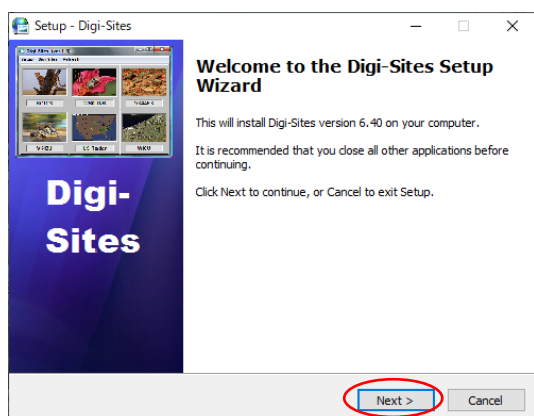 Setup - Digi-Sites
Digi-
Sites
Welcome to the Digi-Sites Setup
Wizard
This will install Digi-Sites version 6.40 on your computer.
It is recommended that you close all other applications before
continuing.
Click Next to continue, or Cancel to exit Setup.
Next >
Cancel